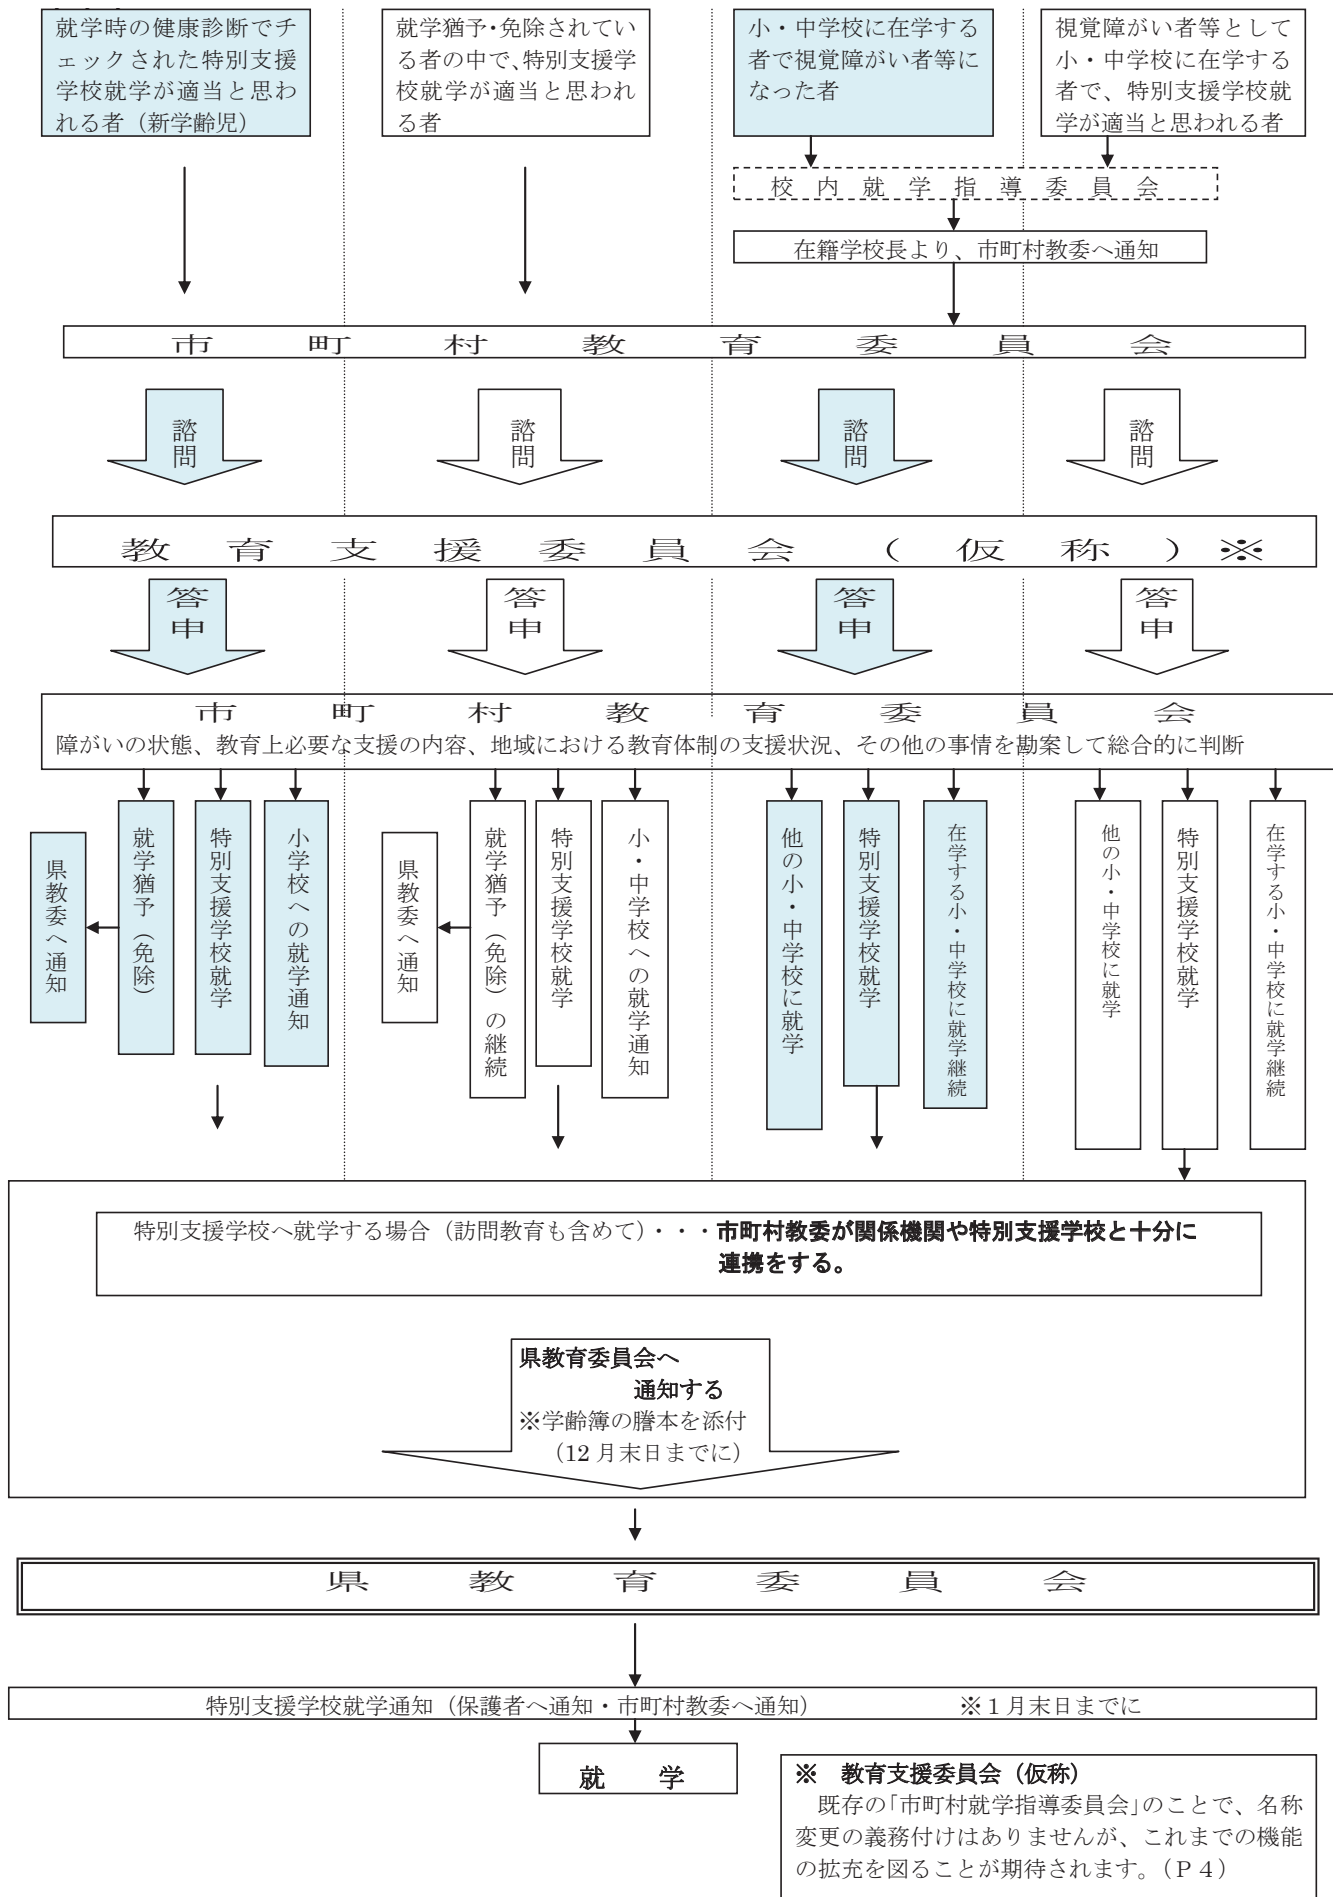 就学時の健康診断でチ
ェックされた特別支援
学校就学が適当と思わ
れる者（新学齢児）
就学猶予・免除されてい
る者の中で、特別支援学
校就学が適当と思われ
る者
小・中学校に在学する
者で視覚障がい者等に
なった者
視覚障がい者等として
小・中学校に在学する
者で、特別支援学校就
学が適当と思われる者
校内就学指導委員会
在籍学校長より、市町村教委へ通知
市町村教育委員会
諮問
諮問
諮問
諮問
教育支援委員会（仮称）※
答申
答申
答申
答申
市町村教育委員会
障がいの状態、教育上必要な支援の内容、地域における教育体制の支援状況、その他の事情を勘案して総合的に判断
県教委へ通知
就学猶予（免除）
特別支援学校就学
小学校への就学通知
県教委へ通知
就学猶予（免除）の継続
特別支援学校就学
小・中学校への就学通知
他の小・中学校に就学
特別支援学校就学
在学する小・中学校に就学継続
他の小・中学校に就学
特別支援学校就学
在学する小・中学校に就学継続
特別支援学校へ就学する場合（訪問教育も含めて）・・・市町村教委が関係機関や特別支援学校と十分に
連携をする。
県教育委員会へ
通知する
※学齢簿の謄本を添付
（12月末日までに）
県教育委員会
特別支援学校就学通知（保護者へ通知・市町村教委へ通知） ※１月末日までに
就 学
※ 教育支援委員会（仮称）
既存の「市町村就学指導委員会」のことで、名称
変更の義務付けはありませんが、これまでの機能
の拡充を図ることが期待されます。（Ｐ４）